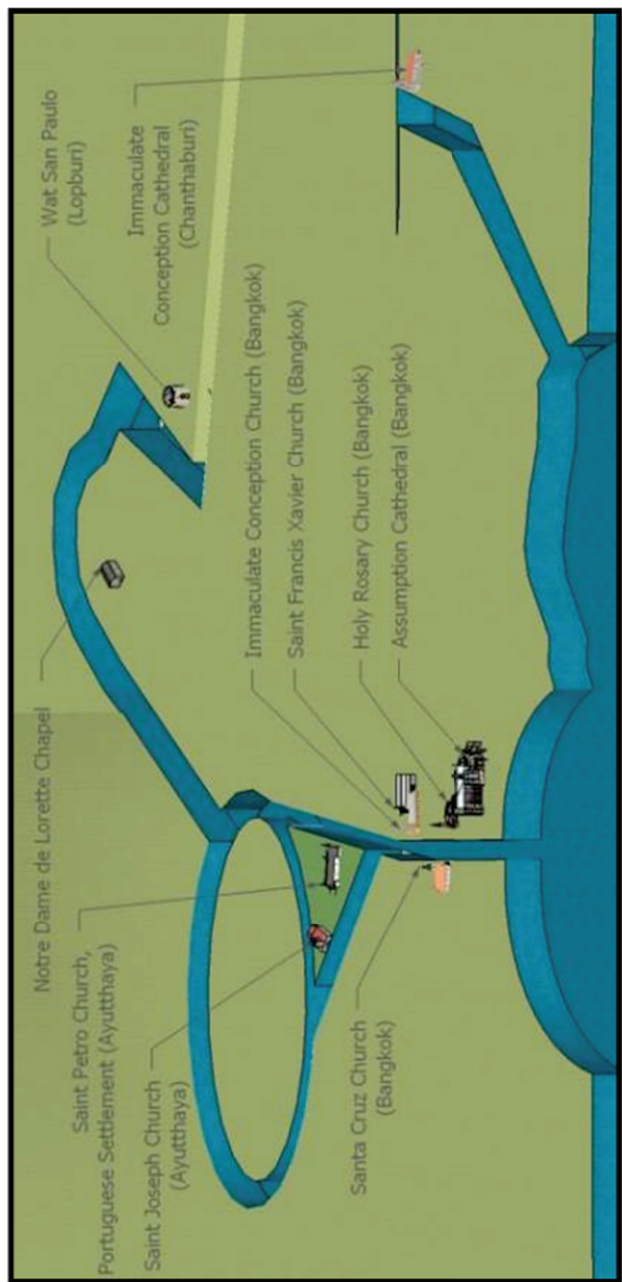 Notre Dame de Lorette Chapel
Saint Petro Church,
Portuguese Settlement (Ayutthaya)
Saint Joseph Church
(Ayutthaya)
Santa Cruz Church
(Bangkok)
Wat San Paulo
(Lopburi)
Immaculate
Conception Cathedral
(Chanthaburi)
Immaculate Conception Church (Bangkok)
Saint Francis Xavier Church (Bangkok)
Holy Rosary Church (Bangkok)
Assumption Cathedral (Bangkok)